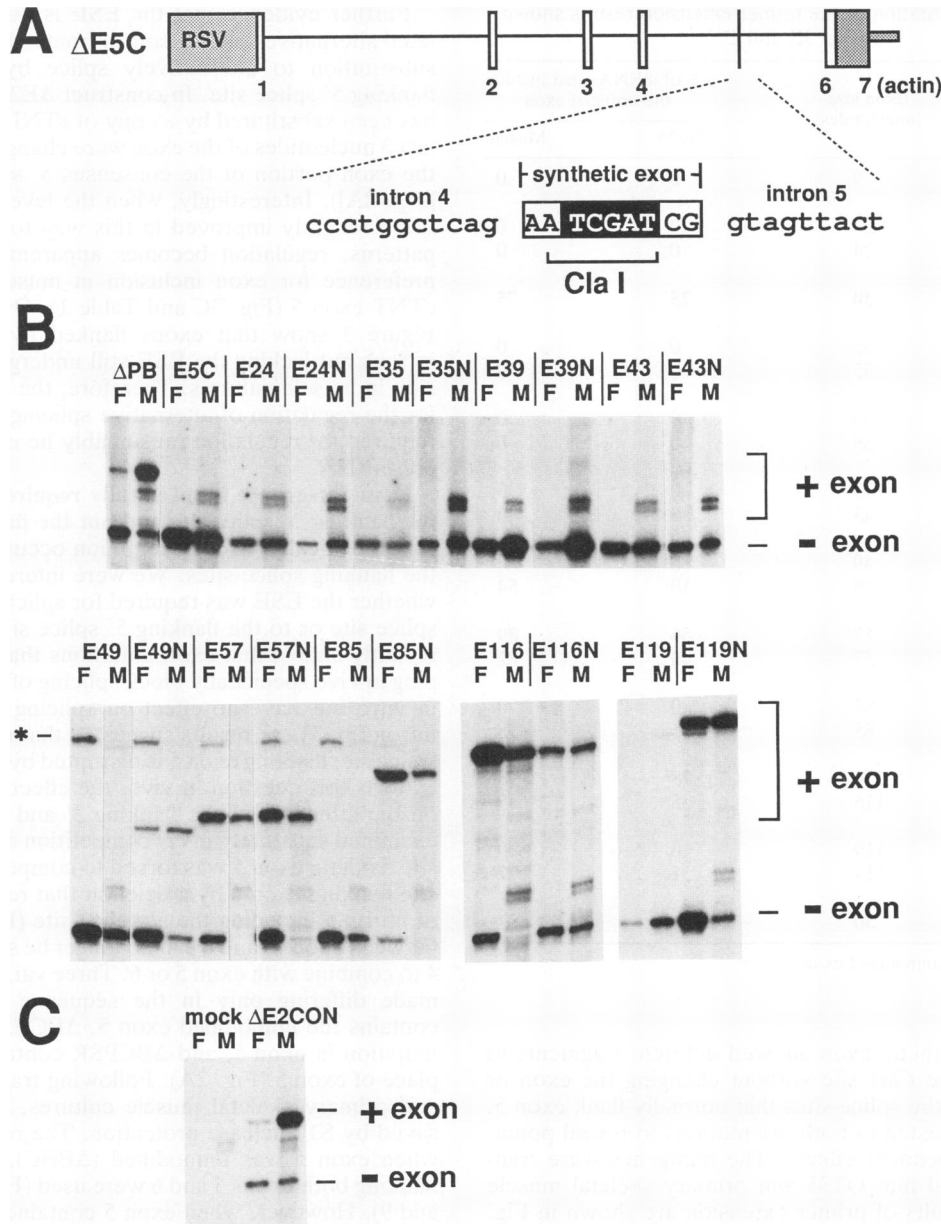 A ΔE5C RSV
1 2 3 4 6 7 (actin)
synthetic exon
intron 4 intron 5
ccctggctcag AA TCGAT CG gtagttact
Cla I
B
ΔPB E5C E24 E24N E35 E35N E39 E39N E43 E43N
F M F M F M F M F M F M F M F M F M F M
+ exon
- exon
E49 E49N E57 E57N E85 E85N E116 E116N E119 E119N
F M F M F M F M F M F M F M F M F M F M
*
+ exon
- exon
C
mock ΔE2CON
F M F M
+ exon
- exon